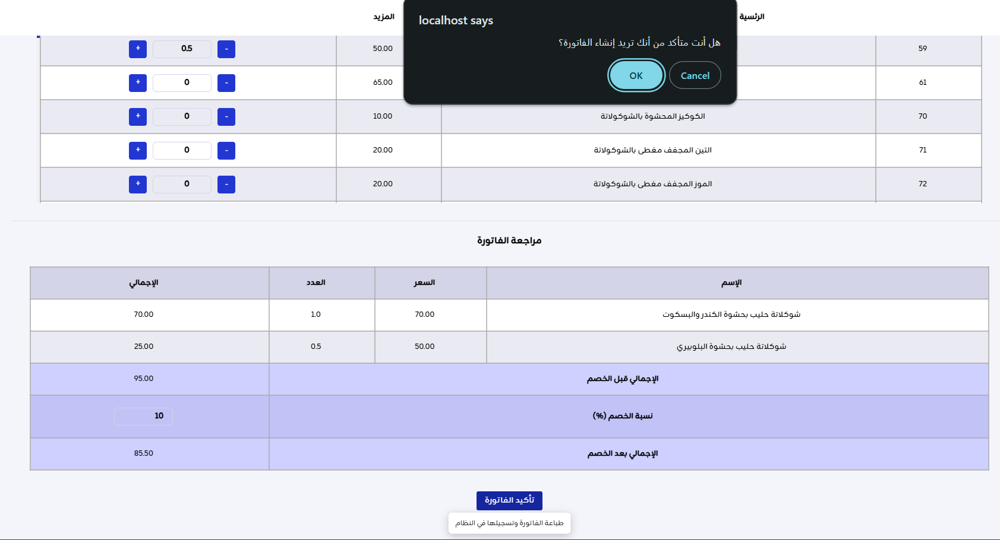 الرئسية
المزيد
localhost says
هل أنت متأكد من أنك تريد إنشاء الفاتورة؟
OK Cancel
59 50.00 - 0.5 +
61 65.00 - 0 +
70 الكوكيز المحشوة بالشوكولاتة 10.00 - 0 +
71 التين المجفف مغطى بالشوكولاتة 20.00 - 0 +
72 الموز المجفف مغطى بالشوكولاتة 20.00 - 0 +
مراجعة الفاتورة
الإسم السعر العدد الإجمالي
شوكلاتة حليب بحشوة الكندر والبسكوت 70.00 1.0 70.00
شوكلاتة حليب بحشوة البلوبيري 50.00 0.5 25.00
الإجمالي قبل الخصم 95.00
نسبة الخصم (%) 10
الإجمالي بعد الخصم 85.50
تأكيد الفاتورة
طباعة الفاتورة وتسجيلها في النظام